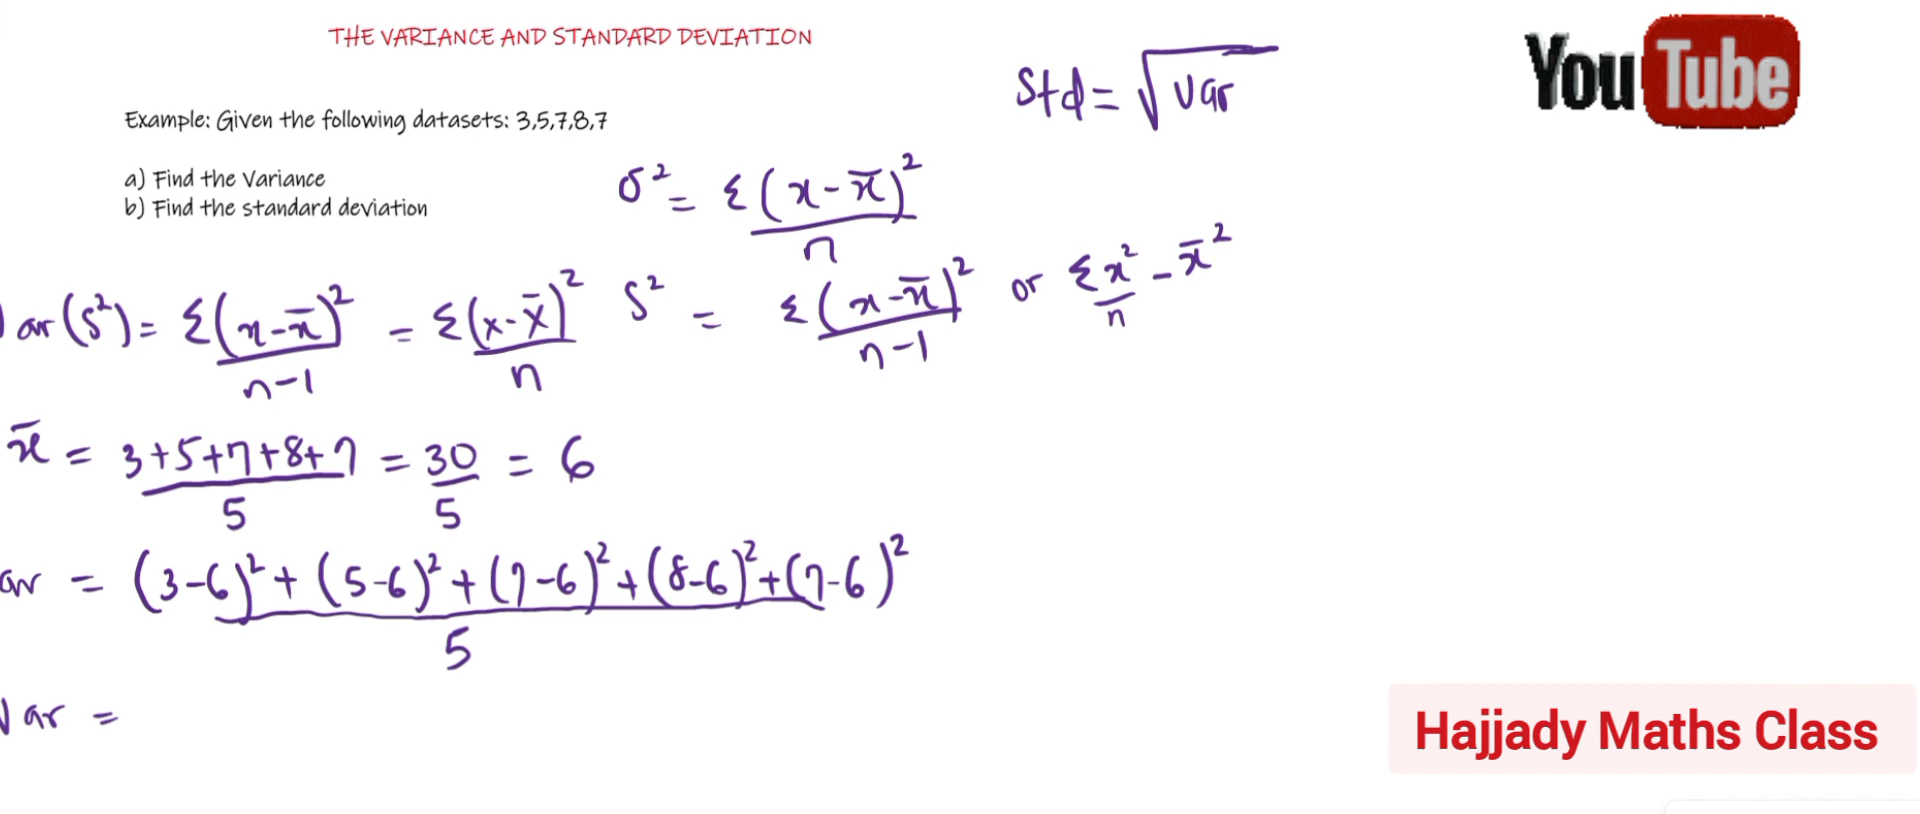 THE VARIANCE AND STANDARD DEVIATION
Std = √var
YouTube
Example: Given the following datasets: 3,5,7,8,7
a) Find the Variance
b) Find the standard deviation
σ² = Σ(x-x̄)²/n
Var(S²) = Σ(x-x̄)²/n-1 = Σ(x-x̄)²/n
S² = Σ(x-x̄)²/n-1 or Σx²/n - x̄²
x̄ = 3+5+7+8+7/5 = 30/5 = 6
ar = (3-6)²+(5-6)²+(7-6)²+(8-6)²+(7-6)²/5
Var =
Hajjady Maths Class